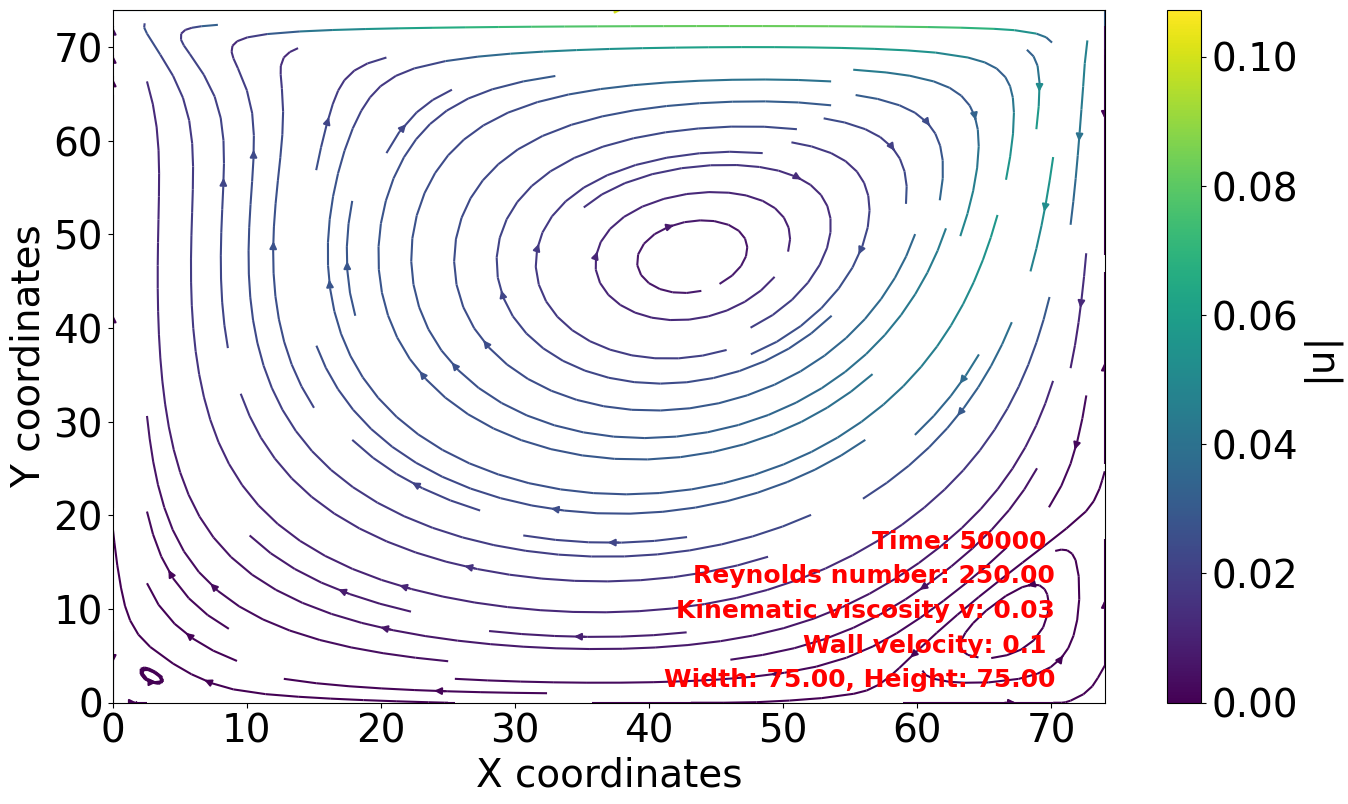 70
60
50
40
30
20
10
0
Y coordinates
0 10 20 30 40 50 60 70
X coordinates
Time: 50000
Reynolds number: 250.00
Kinematic viscosity v: 0.03
Wall velocity: 0.1
Width: 75.00, Height: 75.00
0.10
0.08
0.06
0.04
0.02
0.00
|u|